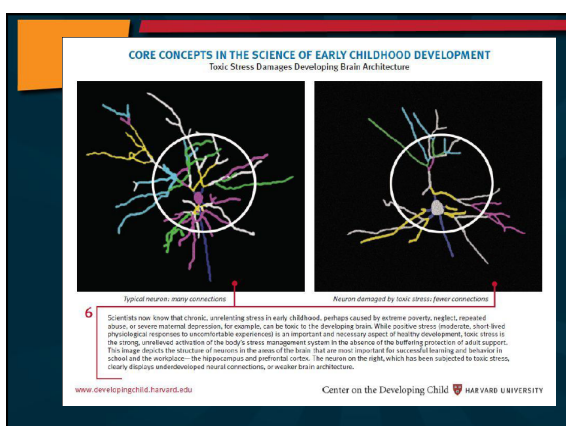 CORE CONCEPTS IN THE SCIENCE OF EARLY CHILDHOOD DEVELOPMENT
Toxic Stress Damages Developing Brain Architecture
Typical neuron: many connections
Neuron damaged by toxic stress: fewer connections
6
Scientists now know that chronic, unrelenting stress in early childhood, perhaps caused by extreme poverty, neglect, repeated
abuse, or severe maternal depression, for example, can be toxic to the developing brain. While positive stress (moderate, short-lived
physiological responses to uncomfortable experiences) is an important and necessary aspect of healthy development, toxic stress is
the strong, unrelieved activation of the body's stress management system in the absence of the buffering protection of adult support.
This image depicts the structure of neurons in the areas of the brain that are most important for successful learning and behavior in
school and the workplace—the hippocampus and prefrontal cortex. The neuron on the right, which has been subjected to toxic stress,
clearly displays underdeveloped neural connections, or weaker brain architecture.
www.developingchild.harvard.edu
Center on the Developing Child HARVARD UNIVERSITY